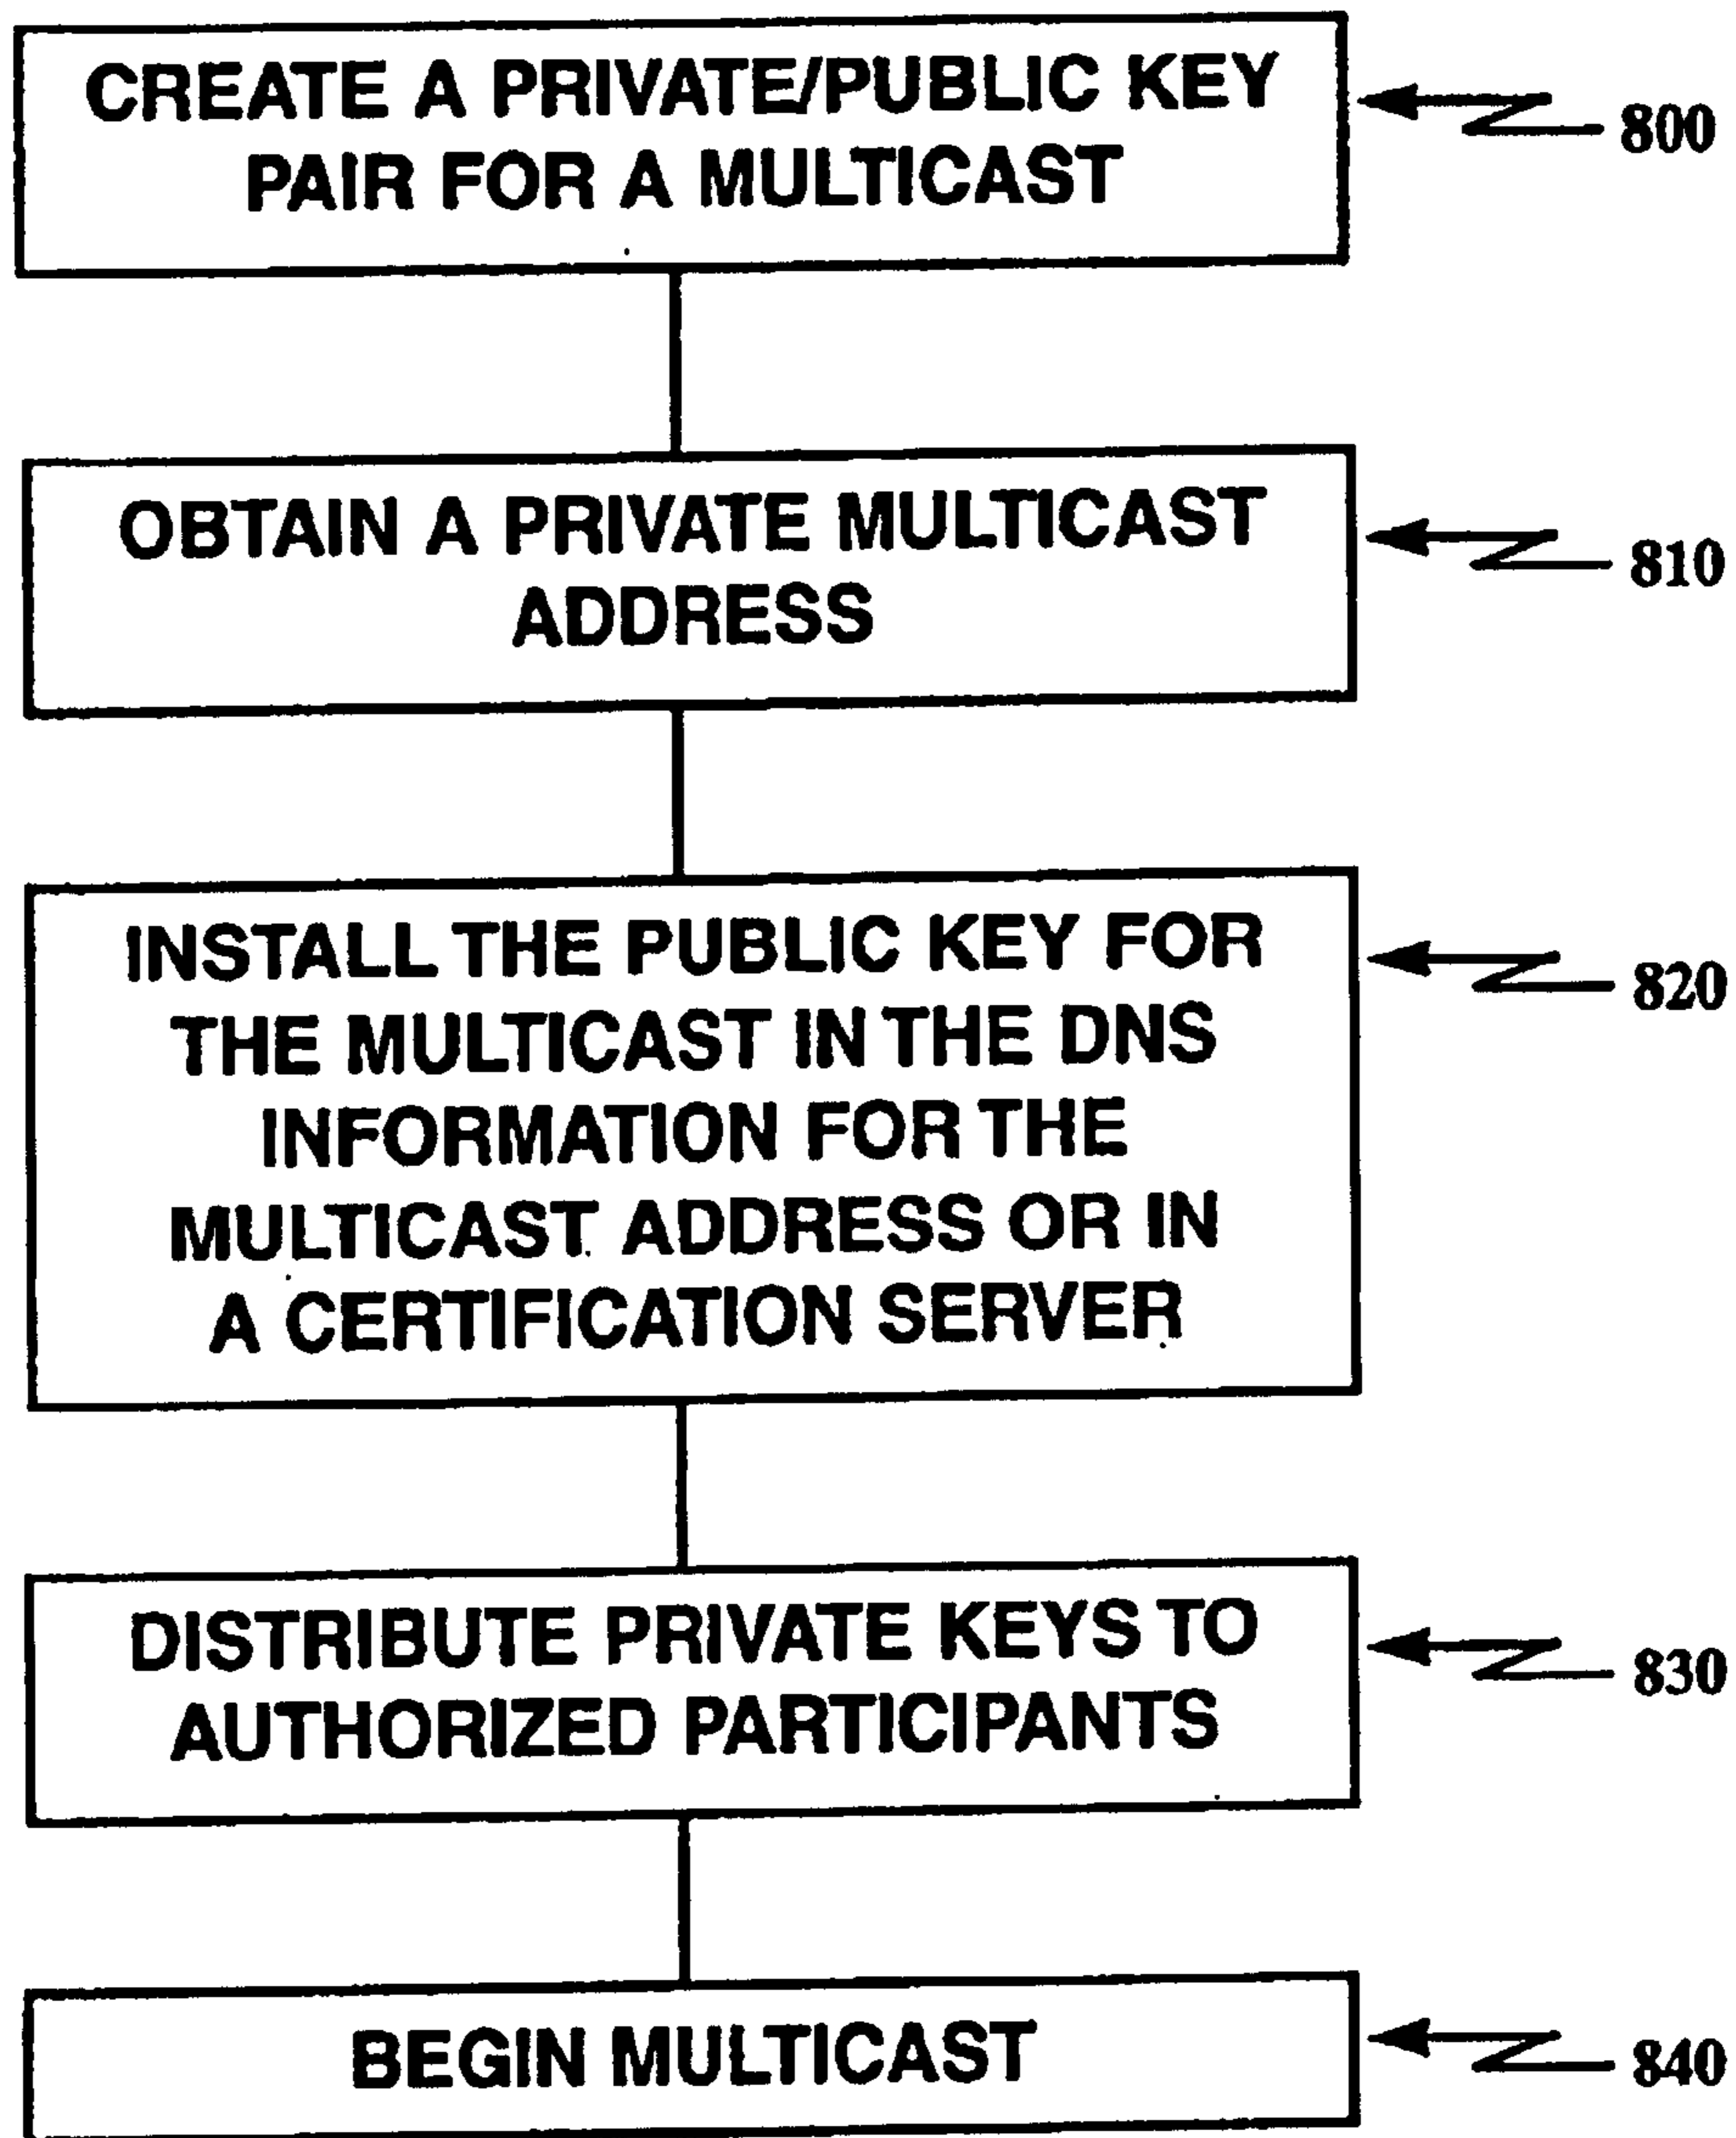 CREATE A PRIVATE/PUBLIC KEY
PAIR FOR A MULTICAST
800
OBTAIN A PRIVATE MULTICAST
ADDRESS
810
INSTALL THE PUBLIC KEY FOR
THE MULTICAST IN THE DNS
INFORMATION FOR THE
MULTICAST ADDRESS OR IN
A CERTIFICATION SERVER
820
DISTRIBUTE PRIVATE KEYS TO
AUTHORIZED PARTICIPANTS
830
BEGIN MULTICAST
840